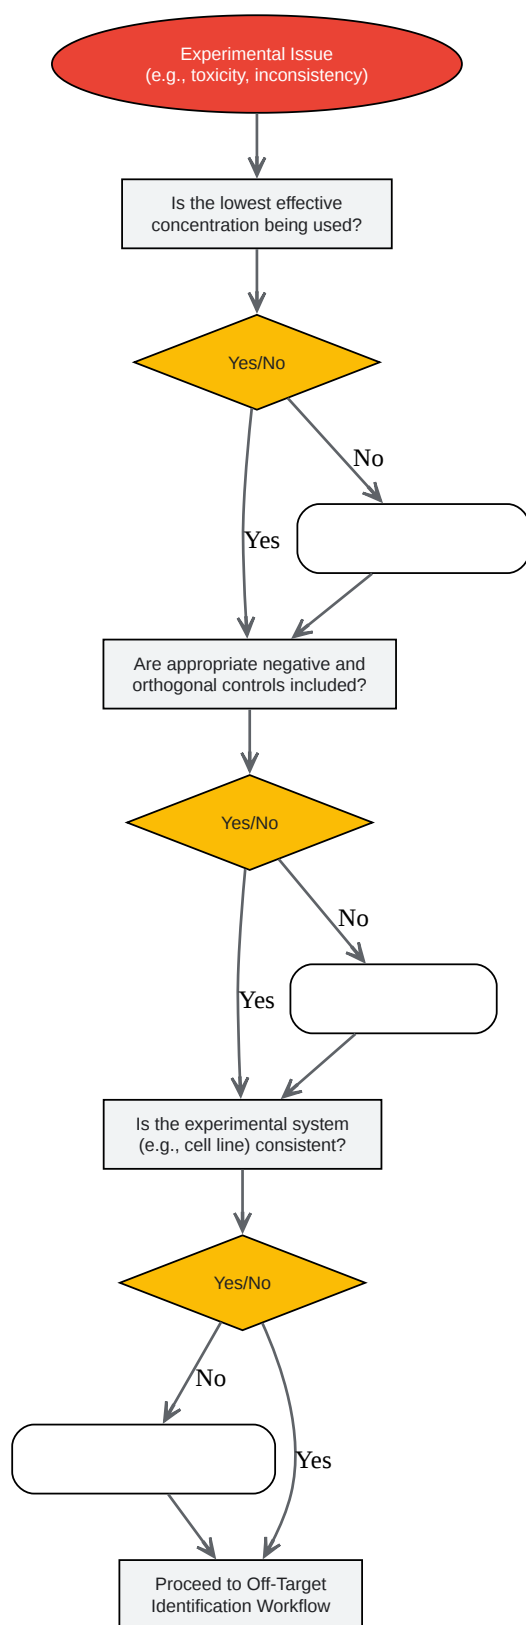 Experimental Issue
(e.g., toxicity, inconsistency)
Is the lowest effective
concentration being used?
Yes/No
No
Yes
Are appropriate negative and
orthogonal controls included?
Yes/No
No
Yes
Is the experimental system
(e.g., cell line) consistent?
Yes/No
No
Yes
Proceed to Off-Target
Identification Workflow